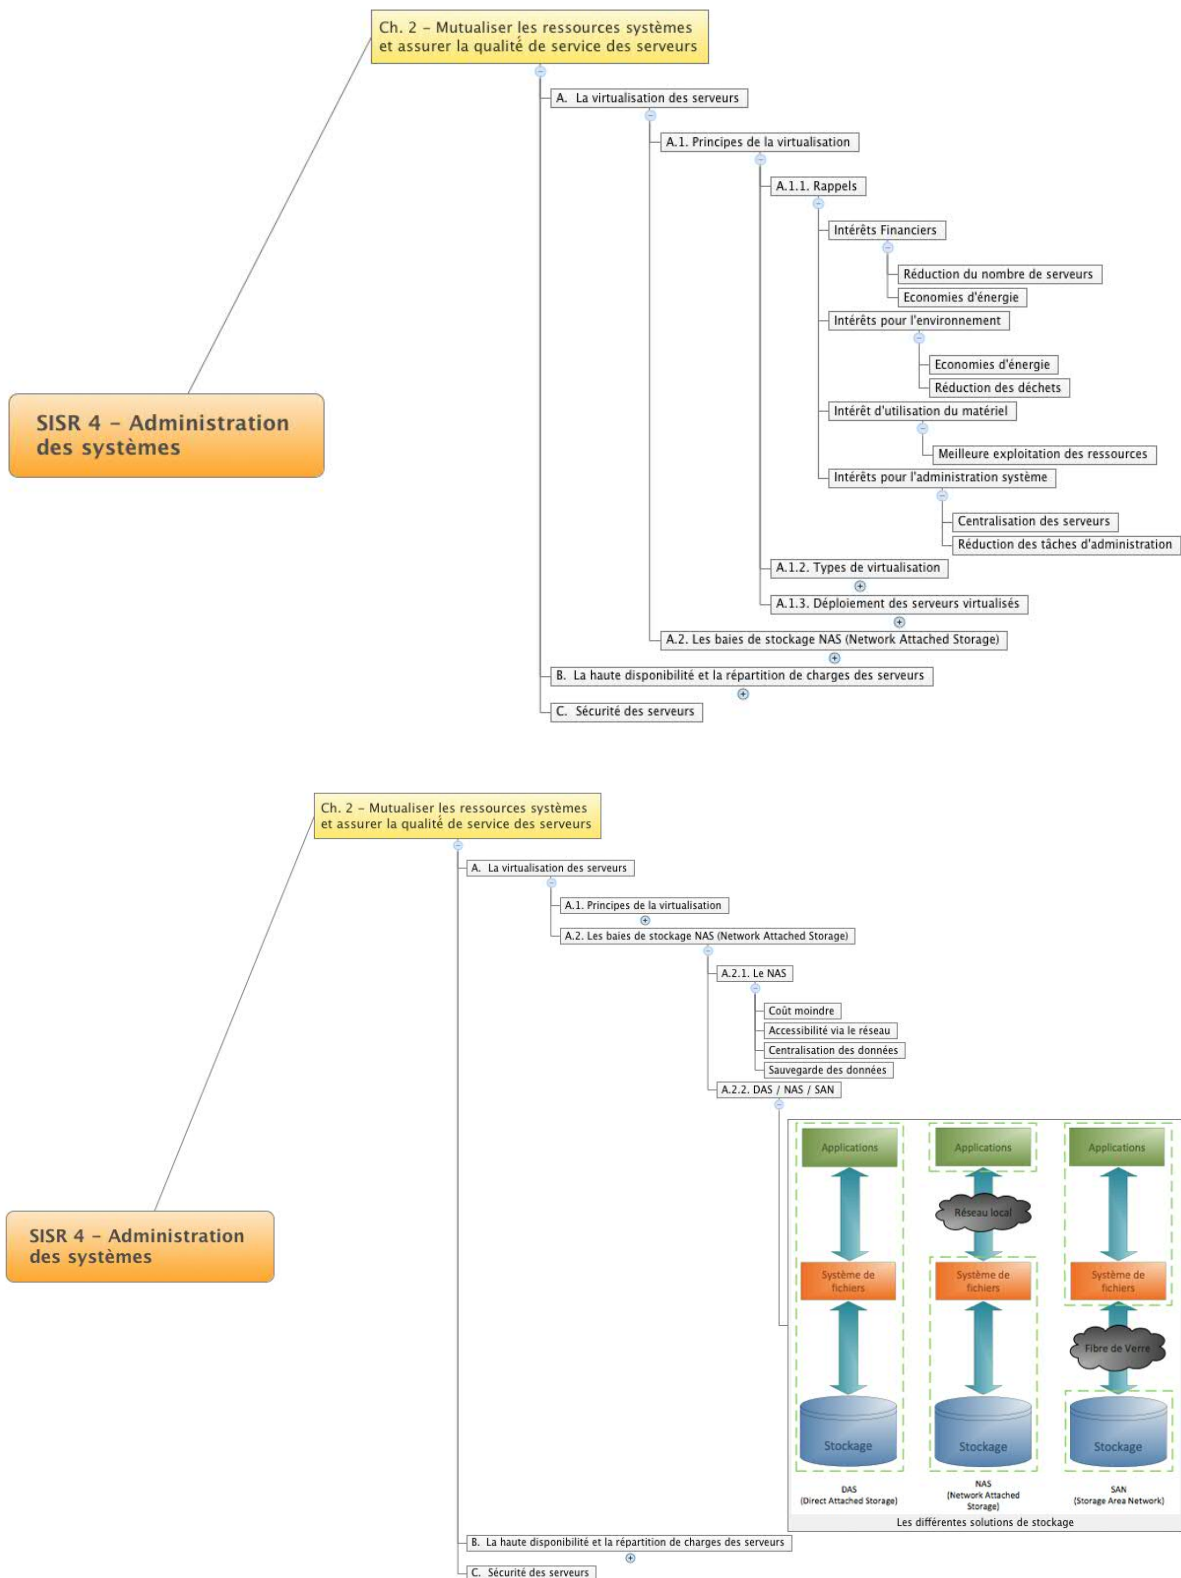 Ch. 2 – Mutualiser les ressources systèmes
et assurer la qualité de service des serveurs
A. La virtualisation des serveurs
A.1. Principes de la virtualisation
A.1.1. Rappels
Intérêts Financiers
Réduction du nombre de serveurs
Economies d'énergie
Intérêts pour l'environnement
Economies d'énergie
Réduction des déchets
Intérêt d'utilisation du matériel
Meilleure exploitation des ressources
Intérêts pour l'administration système
Centralisation des serveurs
Réduction des tâches d'administration
A.1.2. Types de virtualisation
A.1.3. Déploiement des serveurs virtualisés
A.2. Les baies de stockage NAS (Network Attached Storage)
B. La haute disponibilité et la répartition de charges des serveurs
C. Sécurité des serveurs
SISR 4 – Administration
des systèmes
Ch. 2 – Mutualiser les ressources systèmes
et assurer la qualité de service des serveurs
A. La virtualisation des serveurs
A.1. Principes de la virtualisation
A.2. Les baies de stockage NAS (Network Attached Storage)
A.2.1. Le NAS
Coût moindre
Accessibilité via le réseau
Centralisation des données
Sauvegarde des données
A.2.2. DAS / NAS / SAN
Applications
Système de
fichiers
Stockage
DAS
(Direct Attached Storage)
Applications
Réseau local
Système de
fichiers
Stockage
NAS
(Network Attached
Storage)
Applications
Système de
fichiers
Fibre de Verre
Stockage
SAN
(Storage Area Network)
Les différentes solutions de stockage
B. La haute disponibilité et la répartition de charges des serveurs
C. Sécurité des serveurs
SISR 4 – Administration
des systèmes